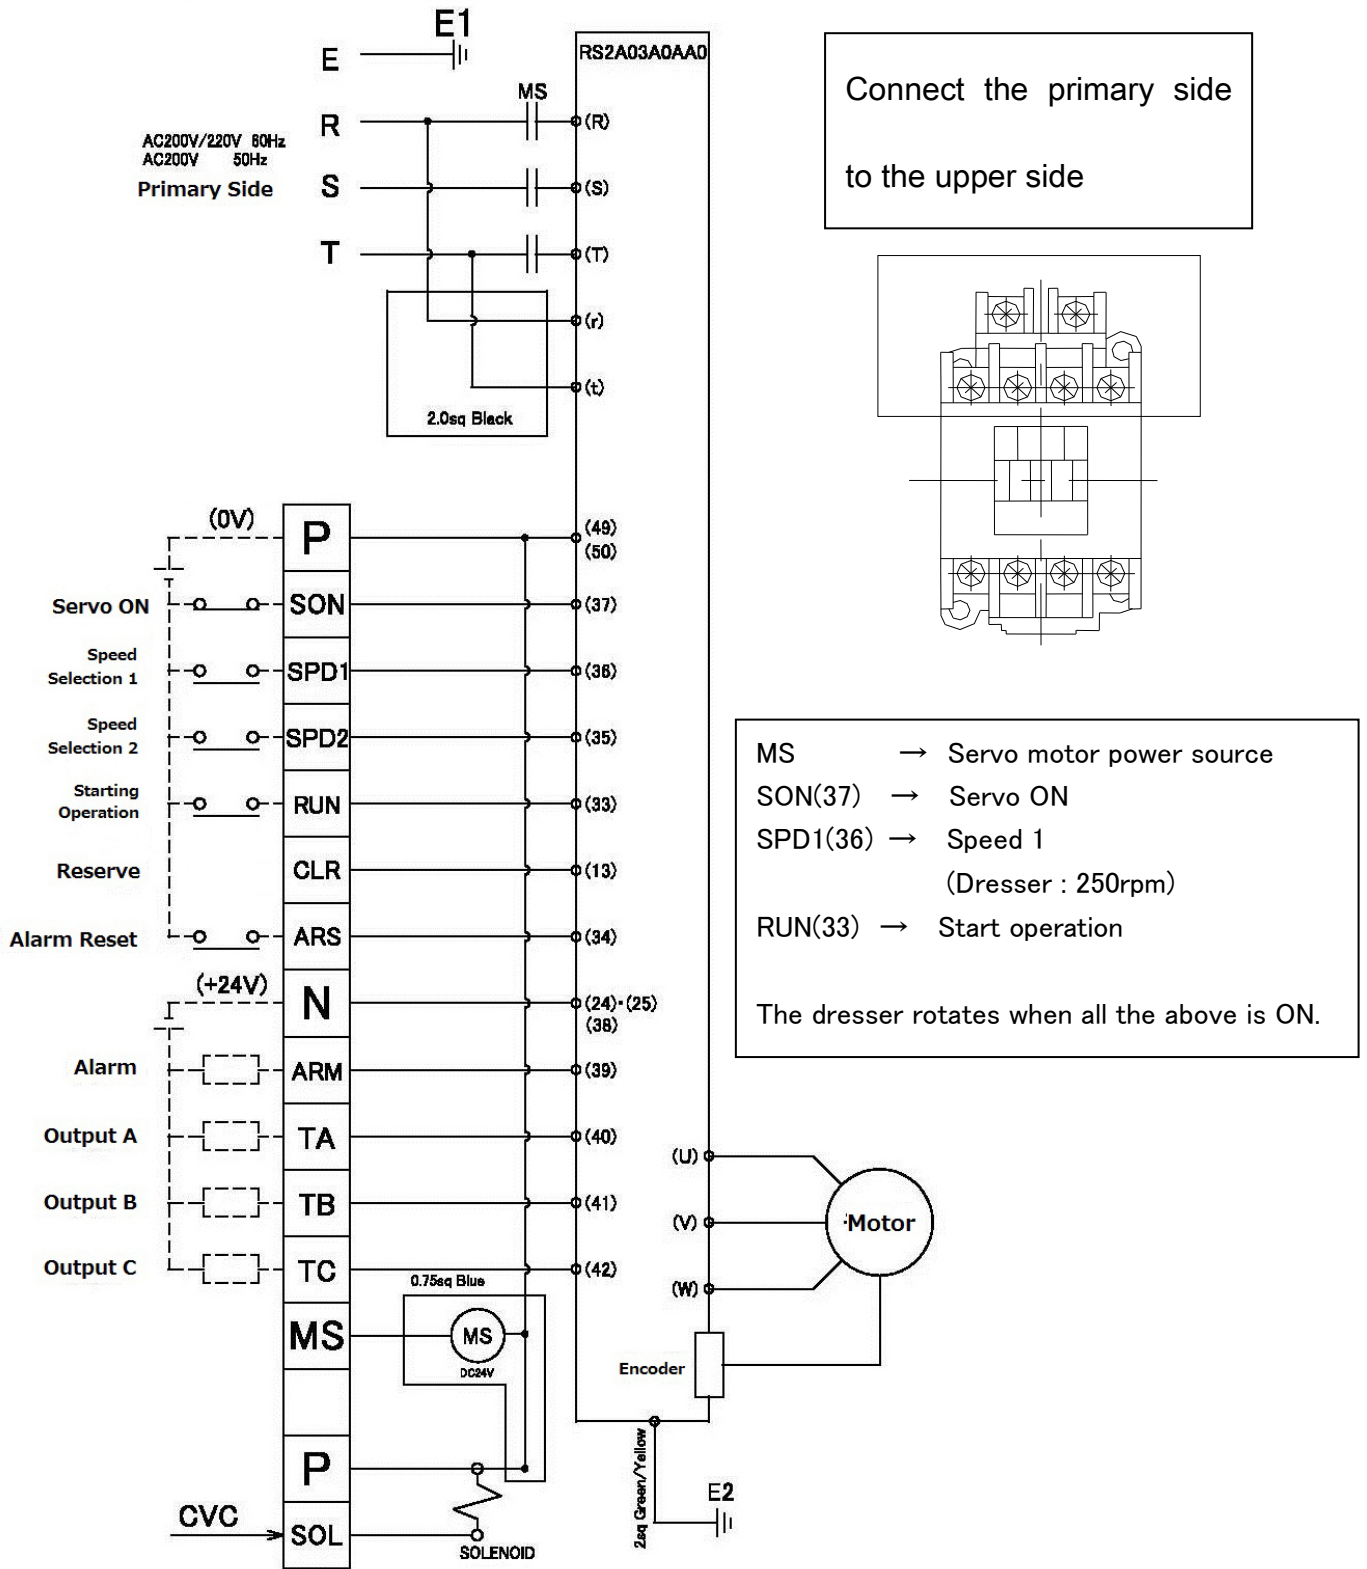 E1
E
RS2A03A0AA0
MS
R
(R)
AC200V/220V 60Hz
AC200V 50Hz
Primary Side
S
(S)
T
(T)
(r)
(t)
2.0sq Black
Connect the primary side
to the upper side
(0V)
P
(49)
(50)
Servo ON
SON
(37)
Speed
Selection 1
SPD1
(36)
Speed
Selection 2
SPD2
(35)
Starting
Operation
RUN
(33)
Reserve
CLR
(13)
Alarm Reset
ARS
(34)
(+24V)
N
(24)・(25)
(38)
Alarm
ARM
(39)
Output A
TA
(40)
Output B
TB
(41)
Output C
TC
(42)
0.75sq Blue
MS
MS
DC24V
P
CVC
SOL
SOLENOID
MS → Servo motor power source
SON(37) → Servo ON
SPD1(36) → Speed 1
(Dresser : 250rpm)
RUN(33) → Start operation
The dresser rotates when all the above is ON.
(U)
(V)
(W)
Motor
Encoder
2sq Green/Yellow
E2